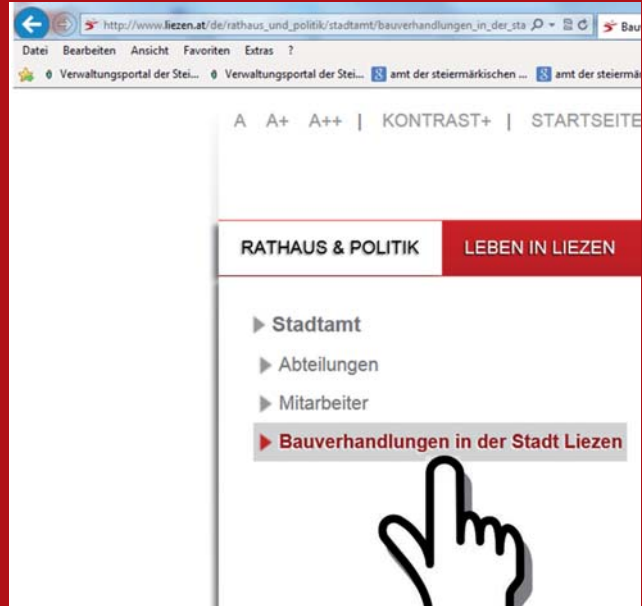 http://www.liezen.at/de/rathaus_und_politik/stadtamt/bauverhandlungen_in_der_sta
Bau
Datei Bearbeiten Ansicht Favoriten Extras ?
Verwaltungsportal der Stei... Verwaltungsportal der Stei... amt der steiermärkischen ... amt der steiermär
A A+ A++ | KONTRAST+ | STARTSEITE
RATHAUS & POLITIK LEBEN IN LIEZEN
Stadtamt
Abteilungen
Mitarbeiter
Bauverhandlungen in der Stadt Liezen